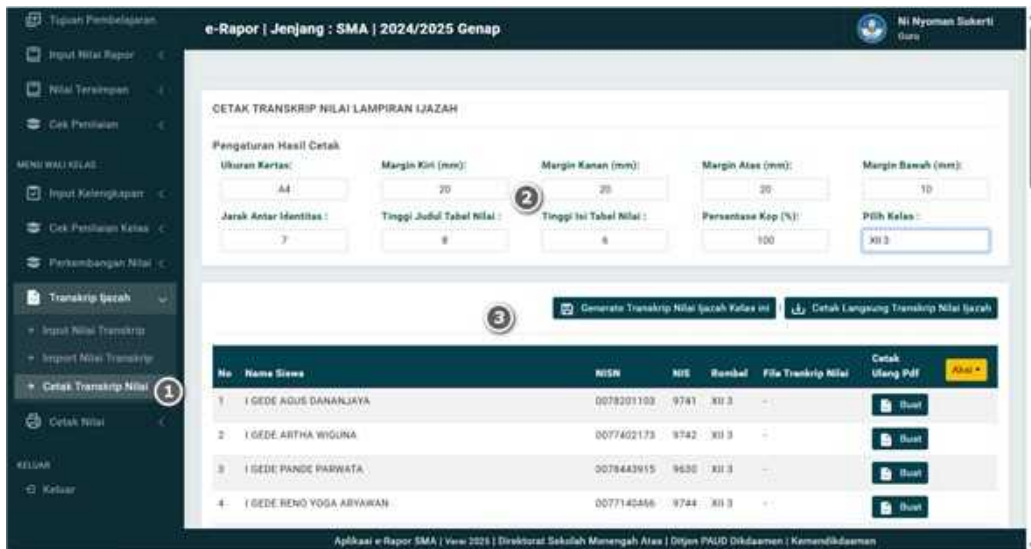 Tujuan Pembelajaran
e-Rapor | Jenjang : SMA | 2024/2025 Genap
Ni Nyoman Sukerti
Guru
Input Nilai Rapor
Nilai Tersimpan
Cek Penilaian
MENU WALI KELAS
Input Kelengkapan
Cek Penilaian Kelas
Perkembangan Nilai
Transkrip Ijazah
+ Input Nilai Transkrip
+ Import Nilai Transkrip
+ Cetak Transkrip Nilai
1
Cetak Nilai
KELUAR
Keluar
CETAK TRANSKRIP NILAI LAMPIRAN IJAZAH
Pengaturan Hasil Cetak
Ukuran Kertas: Margin Kiri (mm): Margin Kanan (mm): Margin Atas (mm): Margin Bawah (mm):
A4 20 20 20 10
2
Jarak Antar Identitas : Tinggi Judul Tabel Nilai : Tinggi Isi Tabel Nilai : Persentase Kop (%): Pilih Kelas :
7 8 6 100 XII 3
3
Generate Transkrip Nilai Ijazah Kelas ini | Cetak Langsung Transkrip Nilai Ijazah
No Nama Siswa NISN NIS Rombel File Trankrip Nilai Cetak Ulang Pdf Aksi
1 I GEDE AGUS DANANJAYA 0078201103 9741 XII 3 - Buat
2 I GEDE ARTHA WIGUNA 0077402173 9742 XII 3 - Buat
3 I GEDE PANDE PARWATA 0078443915 9630 XII 3 - Buat
4 I GEDE RENO YOGA ARYAWAN 0077140466 9744 XII 3 - Buat
Aplikasi e-Rapor SMA | Versi 2025 | Direktorat Sekolah Menengah Atas | Ditjen PAUD Dikdasmen | Kemendikdasmen